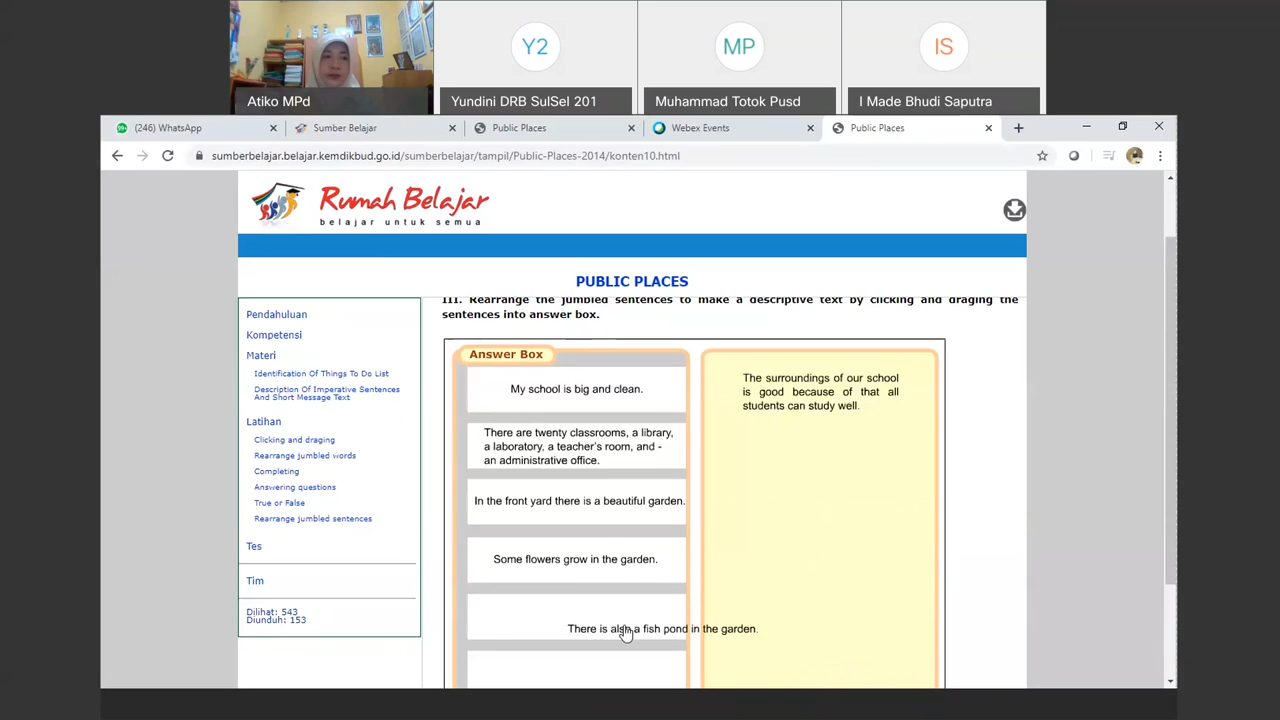 Y2
MP
IS
Atiko MPd
Yundini DRB SulSel 201
Muhammad Totok Pusd
I Made Bhudi Saputra
(246) WhatsApp
Sumber Belajar
Public Places
Webex Events
Public Places
sumberbelajar.belajar.kemdikbud.go.id/sumberbelajar/tampil/Public-Places-2014/konten10.html
Rumah Belajar
belajar untuk semua
PUBLIC PLACES
Pendahuluan
Kompetensi
Materi
Identification Of Things To Do List
Description Of Imperative Sentences
And Short Message Text
Latihan
Clicking and draging
Rearrange jumbled words
Completing
Answering questions
True or False
Rearrange jumbled sentences
Tes
Tim
Dilihat: 543
Diunduh: 153
III. Rearrange the jumbled sentences to make a descriptive text by clicking and draging the
sentences into answer box.
Answer Box
My school is big and clean.
There are twenty classrooms, a library,
a laboratory, a teacher's room, and -
an administrative office.
In the front yard there is a beautiful garden.
Some flowers grow in the garden.
There is also a fish pond in the garden.
The surroundings of our school
is good because of that all
students can study well.